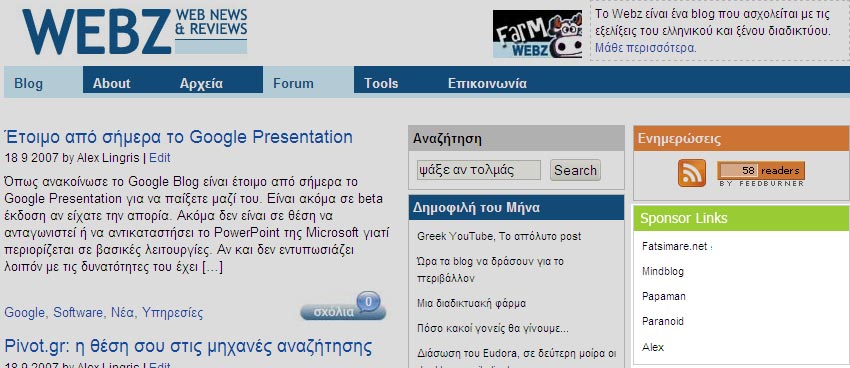 WEBZ WEB NEWS
& REVIEWS
FaRM
WEBZ
Το Webz είναι ένα blog που ασχολείται με τις
εξελίξεις του ελληνικού και ξένου διαδικτύου.
Μάθε περισσότερα.
Blog About Αρχεία Forum Tools Επικοινωνία
Έτοιμο από σήμερα το Google Presentation
18 9 2007 by Alex Lingris | Edit
Όπως ανακοίνωσε το Google Blog είναι έτοιμο από σήμερα το
Google Presentation για να παίξετε μαζί του. Είναι ακόμα σε beta
έκδοση αν είχατε την απορία. Ακόμα δεν είναι σε θέση να
ανταγωνιστεί ή να αντικαταστήσει το PowerPoint της Microsoft γιατί
περιορίζεται σε βασικές λειτουργίες. Αν και δεν εντυπωσιάζει
λοιπόν με τις δυνατότητες του έχει [...]
Google, Software, Νέα, Υπηρεσίες
σχόλια 0
Pivot.gr: η θέση σου στις μηχανές αναζήτησης
18 9 2007 by Alex Lingris | Edit
Αναζήτηση
ψάξε αν τολμάς Search
Δημοφιλή του Μήνα
Greek YouTube, Το απόλυτο post
Ώρα τα blog να δράσουν για το
περιβάλλον
Μια διαδικτυακή φάρμα
Πόσο κακοί γονείς θα γίνουμε...
Διάσωση του Eudora, σε δεύτερη μοίρα οι
Ενημερώσεις
58 readers
BY FEEDBURNER
Sponsor Links
Fatsimare.net
Mindblog
Papaman
Paranoid
Alex